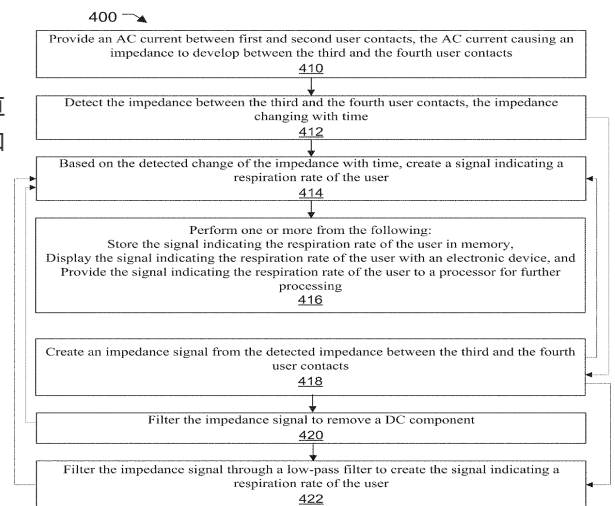 400
Provide an AC current between first and second user contacts, the AC current causing an
impedance to develop between the third and the fourth user contacts
410
Detect the impedance between the third and the fourth user contacts, the impedance
changing with time
412
Based on the detected change of the impedance with time, create a signal indicating a
respiration rate of the user
414
Perform one or more from the following:
Store the signal indicating the respiration rate of the user in memory,
Display the signal indicating the respiration rate of the user with an electronic device, and
Provide the signal indicating the respiration rate of the user to a processor for further
processing
416
Create an impedance signal from the detected impedance between the third and the fourth
user contacts
418
Filter the impedance signal to remove a DC component
420
Filter the impedance signal through a low-pass filter to create the signal indicating a
respiration rate of the user
422